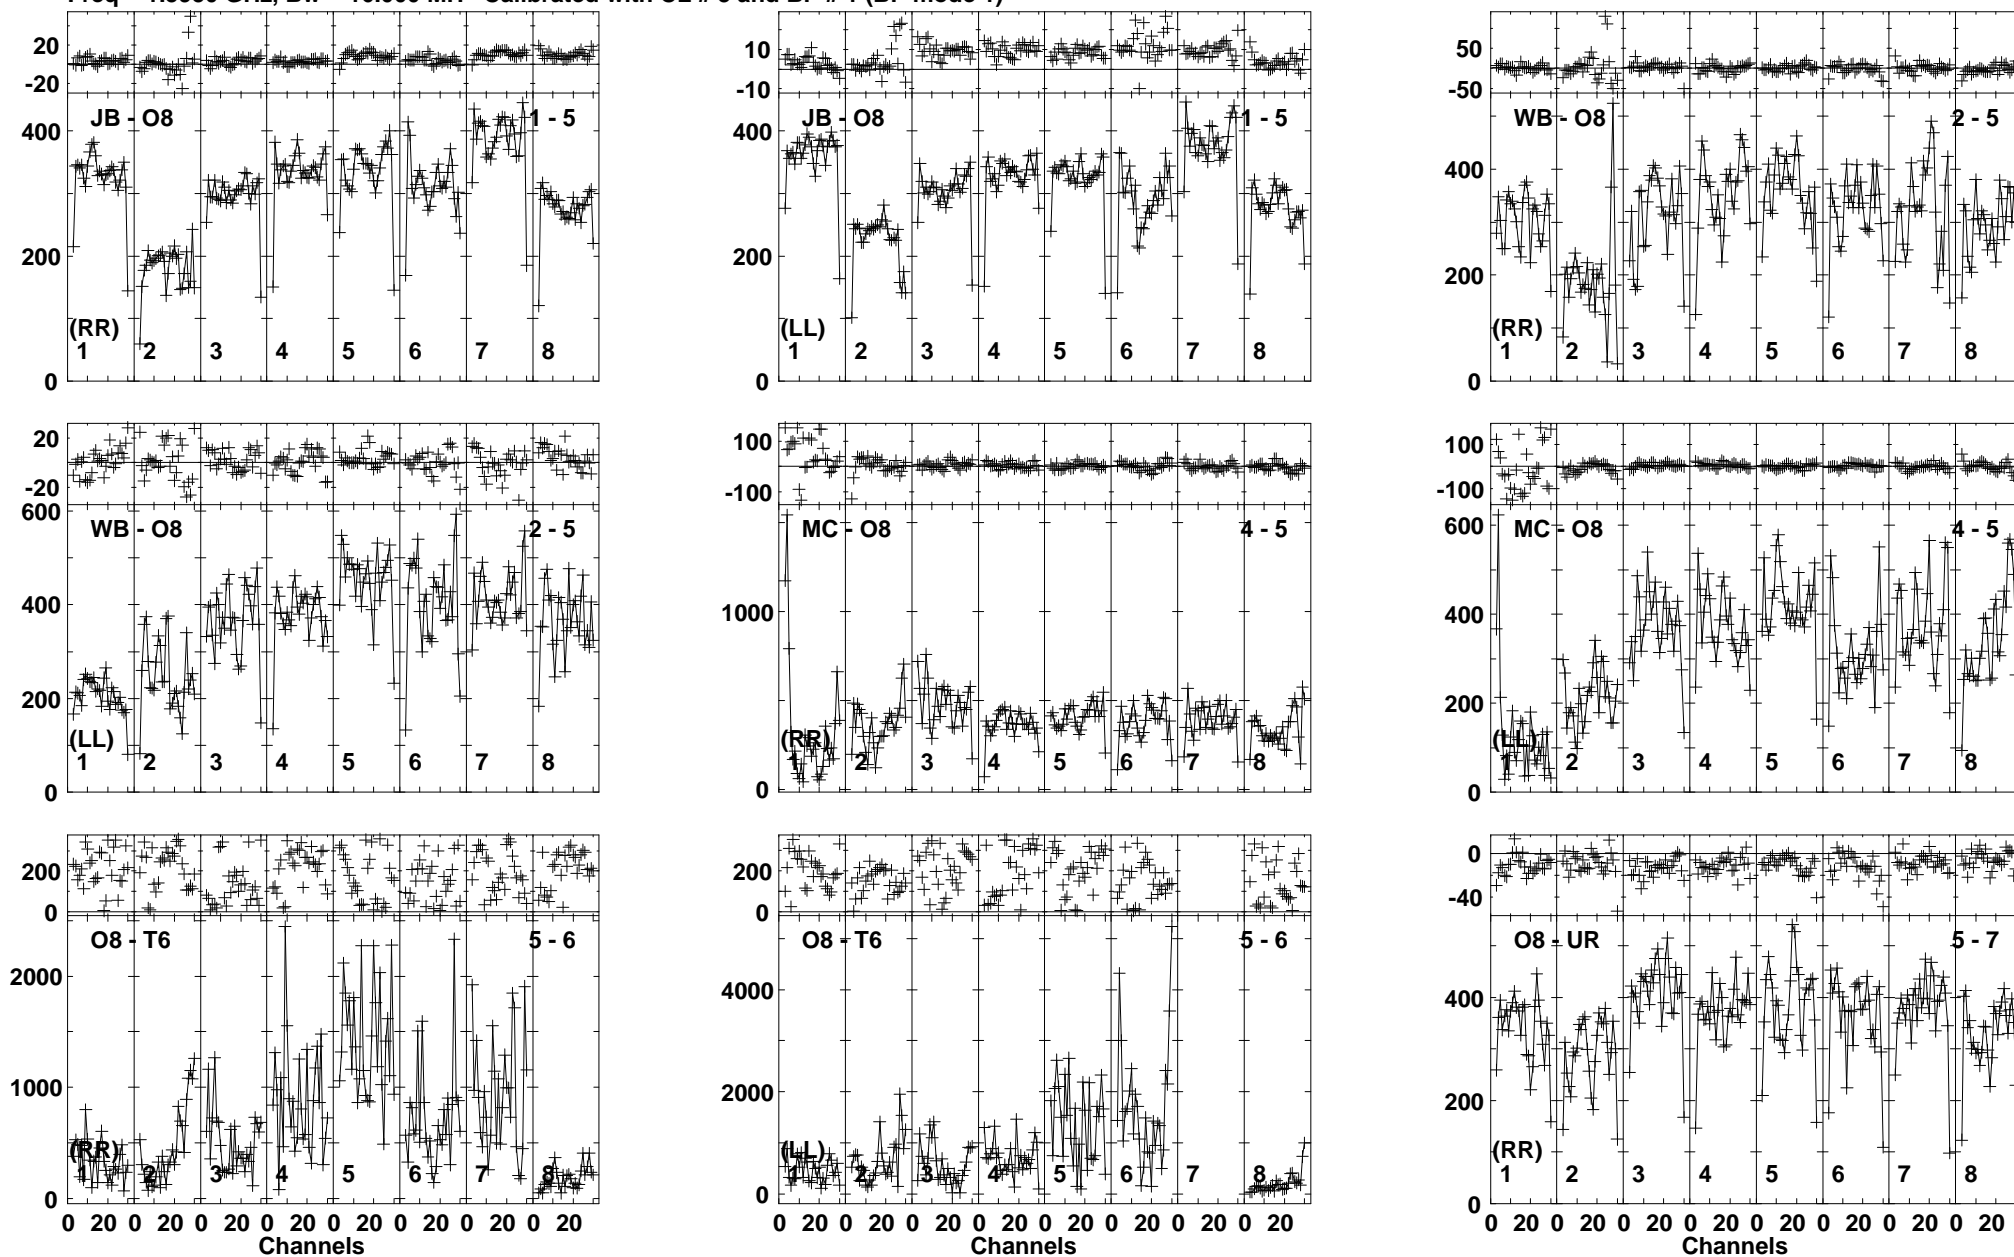 20 0 -20 JB - O8 1 - 5 400 200 0 (RR) 1 2 3 4 5 6 7 8
10 -10 JB - O8 1 - 5 400 200 0 (LL) 1 2 3 4 5 6 7 8
50 0 -50 WB - O8 2 - 5 400 200 0 (RR) 1 2 3 4 5 6 7 8
20 0 -20 WB - O8 2 - 5 600 400 200 0 (LL) 1 2 3 4 5 6 7 8
100 0 -100 MC - O8 4 - 5 1000 0 (RR) 1 2 3 4 5 6 7 8
100 0 -100 MC - O8 4 - 5 600 400 200 0 (LL) 1 2 3 4 5 6 7 8
200 0 O8 - T6 5 - 6 2000 1000 0 (RR) 1 2 3 4 5 6 7 8
200 0 O8 - T6 5 - 6 4000 2000 0 (LL) 1 2 3 4 5 6 7 8
0 -40 O8 - UR 5 - 7 400 200 0 (RR) 1 2 3 4 5 6 7 8
0 20 0 20 0 20 0 20 0 20 0 20 0 20 0 20
Channels
0 20 0 20 0 20 0 20 0 20 0 20 0 20 0 20
0 20 0 20 0 20 0 20 0 20 0 20 0 20 0 20
Channels